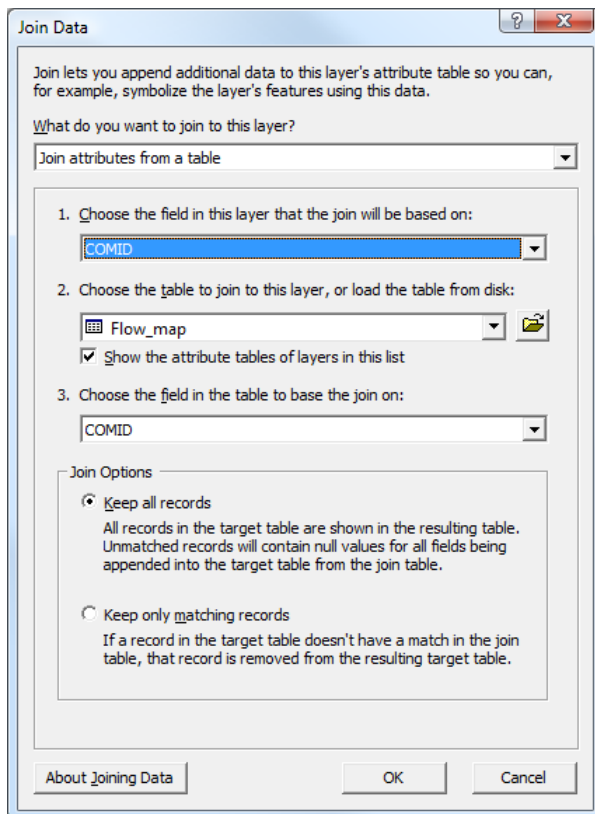 Join Data
Join lets you append additional data to this layer's attribute table so you can,
for example, symbolize the layer's features using this data.
What do you want to join to this layer?
Join attributes from a table
1. Choose the field in this layer that the join will be based on:
COMID
2. Choose the table to join to this layer, or load the table from disk:
Flow_map
Show the attribute tables of layers in this list
3. Choose the field in the table to base the join on:
COMID
Join Options
Keep all records
All records in the target table are shown in the resulting table.
Unmatched records will contain null values for all fields being
appended into the target table from the join table.
Keep only matching records
If a record in the target table doesn't have a match in the join
table, that record is removed from the resulting target table.
About Joining Data OK Cancel